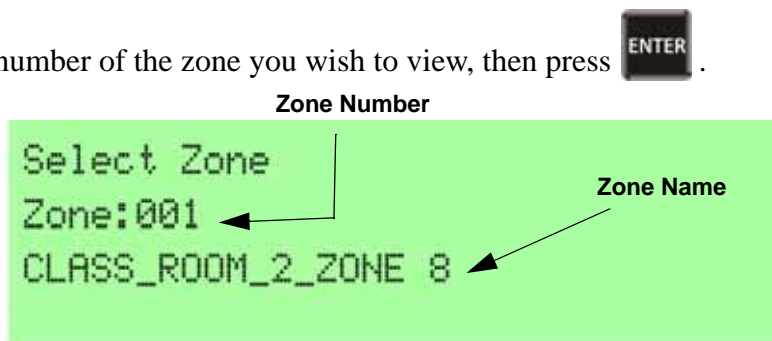 number of the zone you wish to view, then press ENTER .
Zone Number
Select Zone
Zone Name
Zone:001
CLASS_ROOM_2_ZONE 8